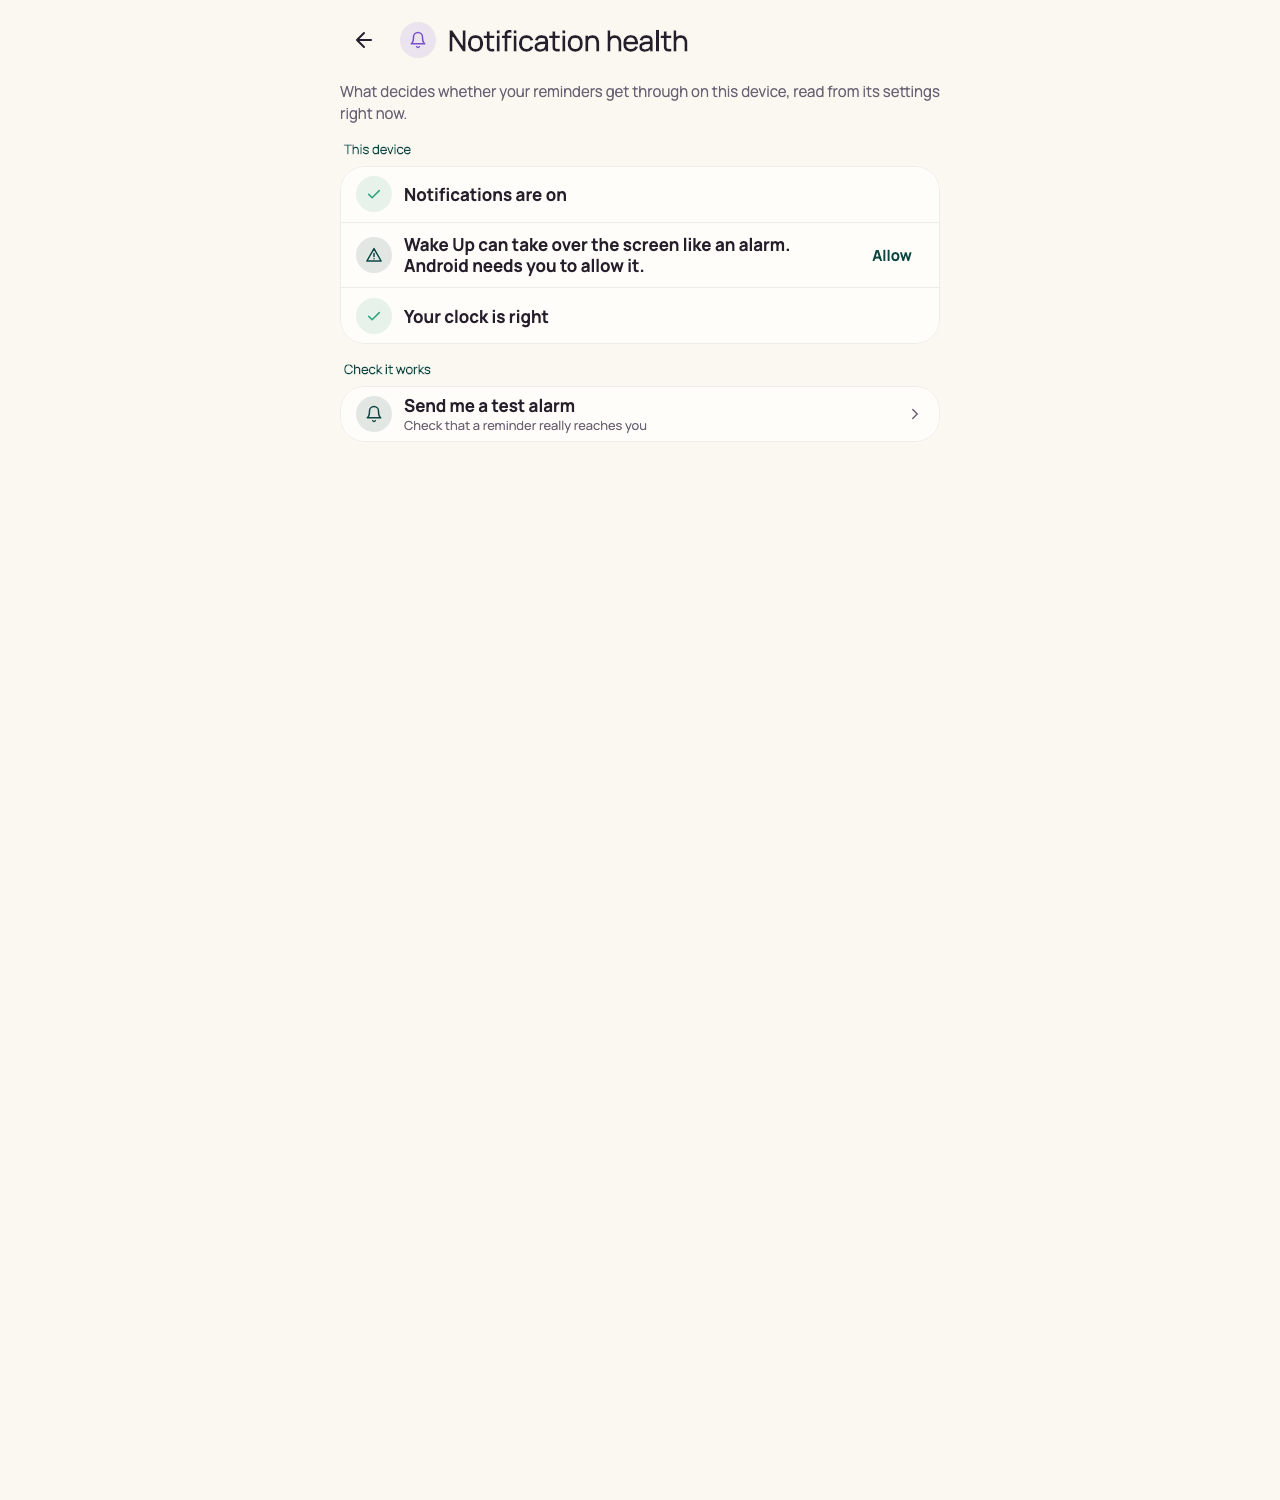 Notification health
What decides whether your reminders get through on this device, read from its settings
right now.
This device
Notifications are on
Wake Up can take over the screen like an alarm.
Android needs you to allow it.
Allow
Your clock is right
Check it works
Send me a test alarm
Check that a reminder really reaches you